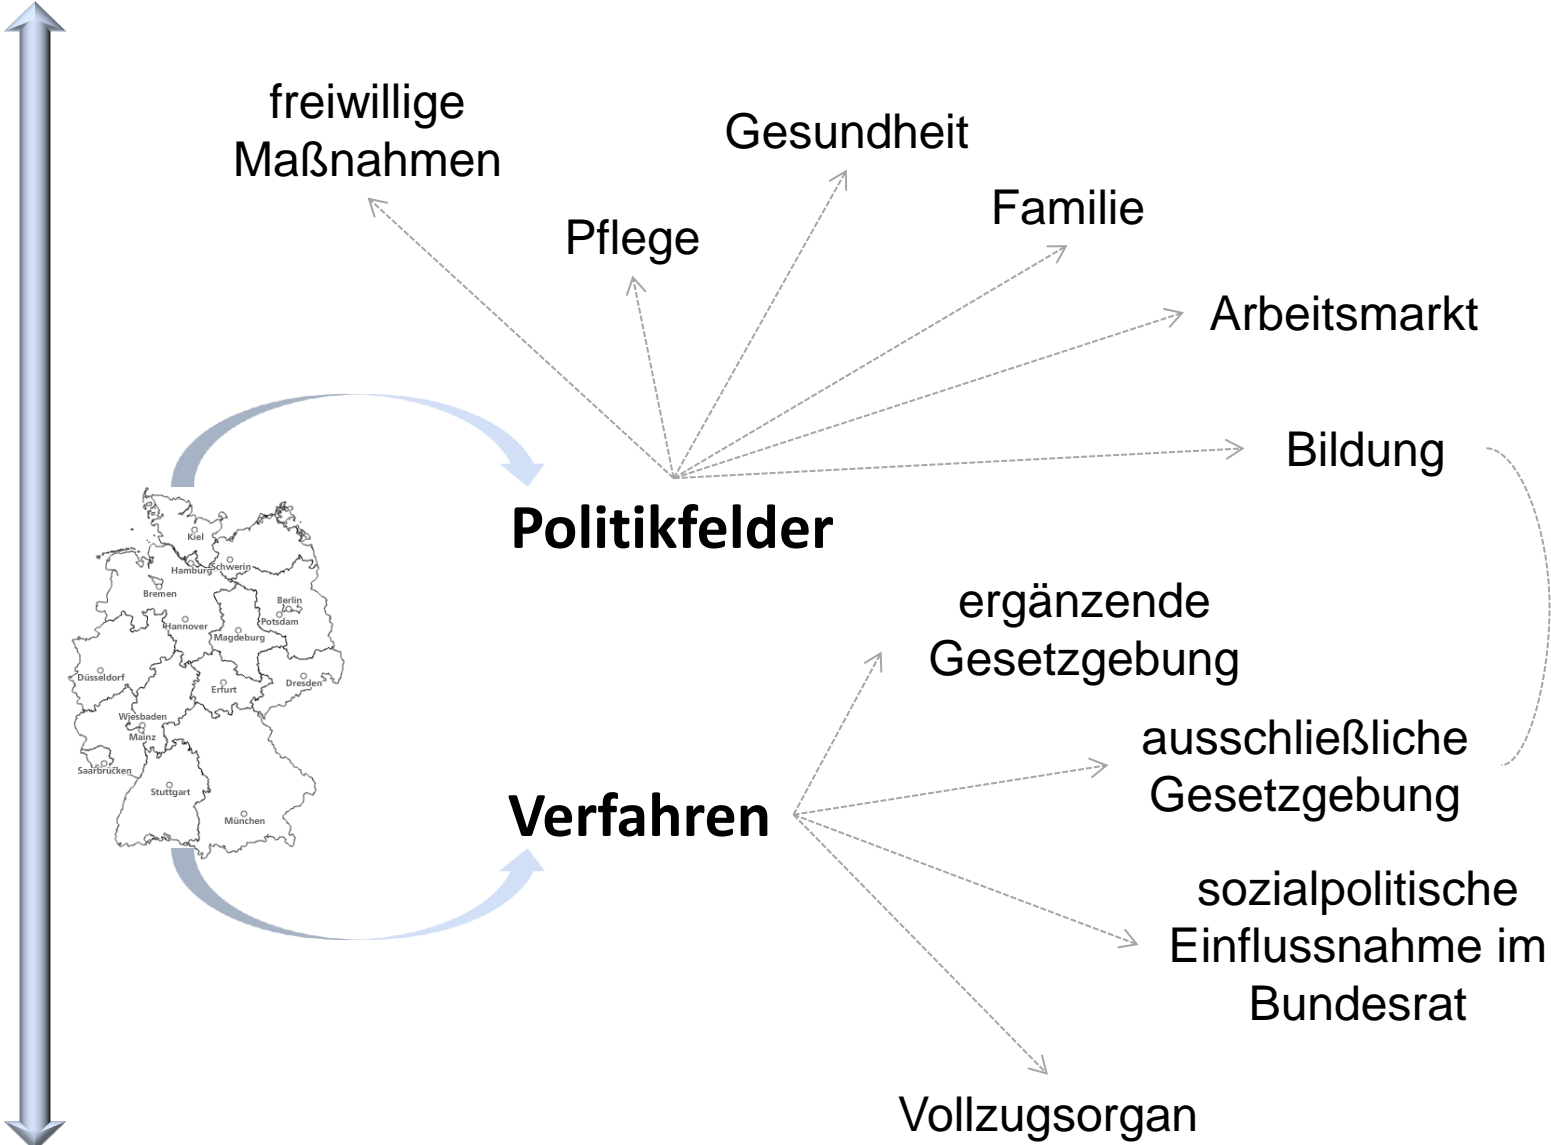 freiwillige
Maßnahmen
Gesundheit
Pflege
Familie
Arbeitsmarkt
Bildung
Politikfelder
Kiel
Schwerin
Hamburg
Bremen
Berlin
Potsdam
Hannover
Magdeburg
Düsseldorf
Erfurt
Dresden
Wiesbaden
Mainz
Saarbrücken
Stuttgart
München
ergänzende
Gesetzgebung
ausschließliche
Gesetzgebung
Verfahren
sozialpolitische
Einflussnahme im
Bundesrat
Vollzugsorgan